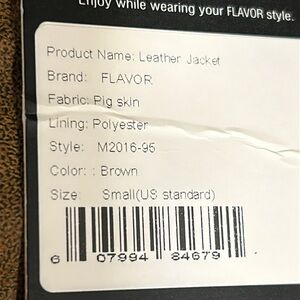 Enjoy while wearing your FLAVOR style.
Product Name: Leather Jacket
Brand: FLAVOR
Fabric: Pig skin
Lining: Polyester
Style: M2016-95
Color: : Brown
Size: Small(US standard)
6 07994 84679